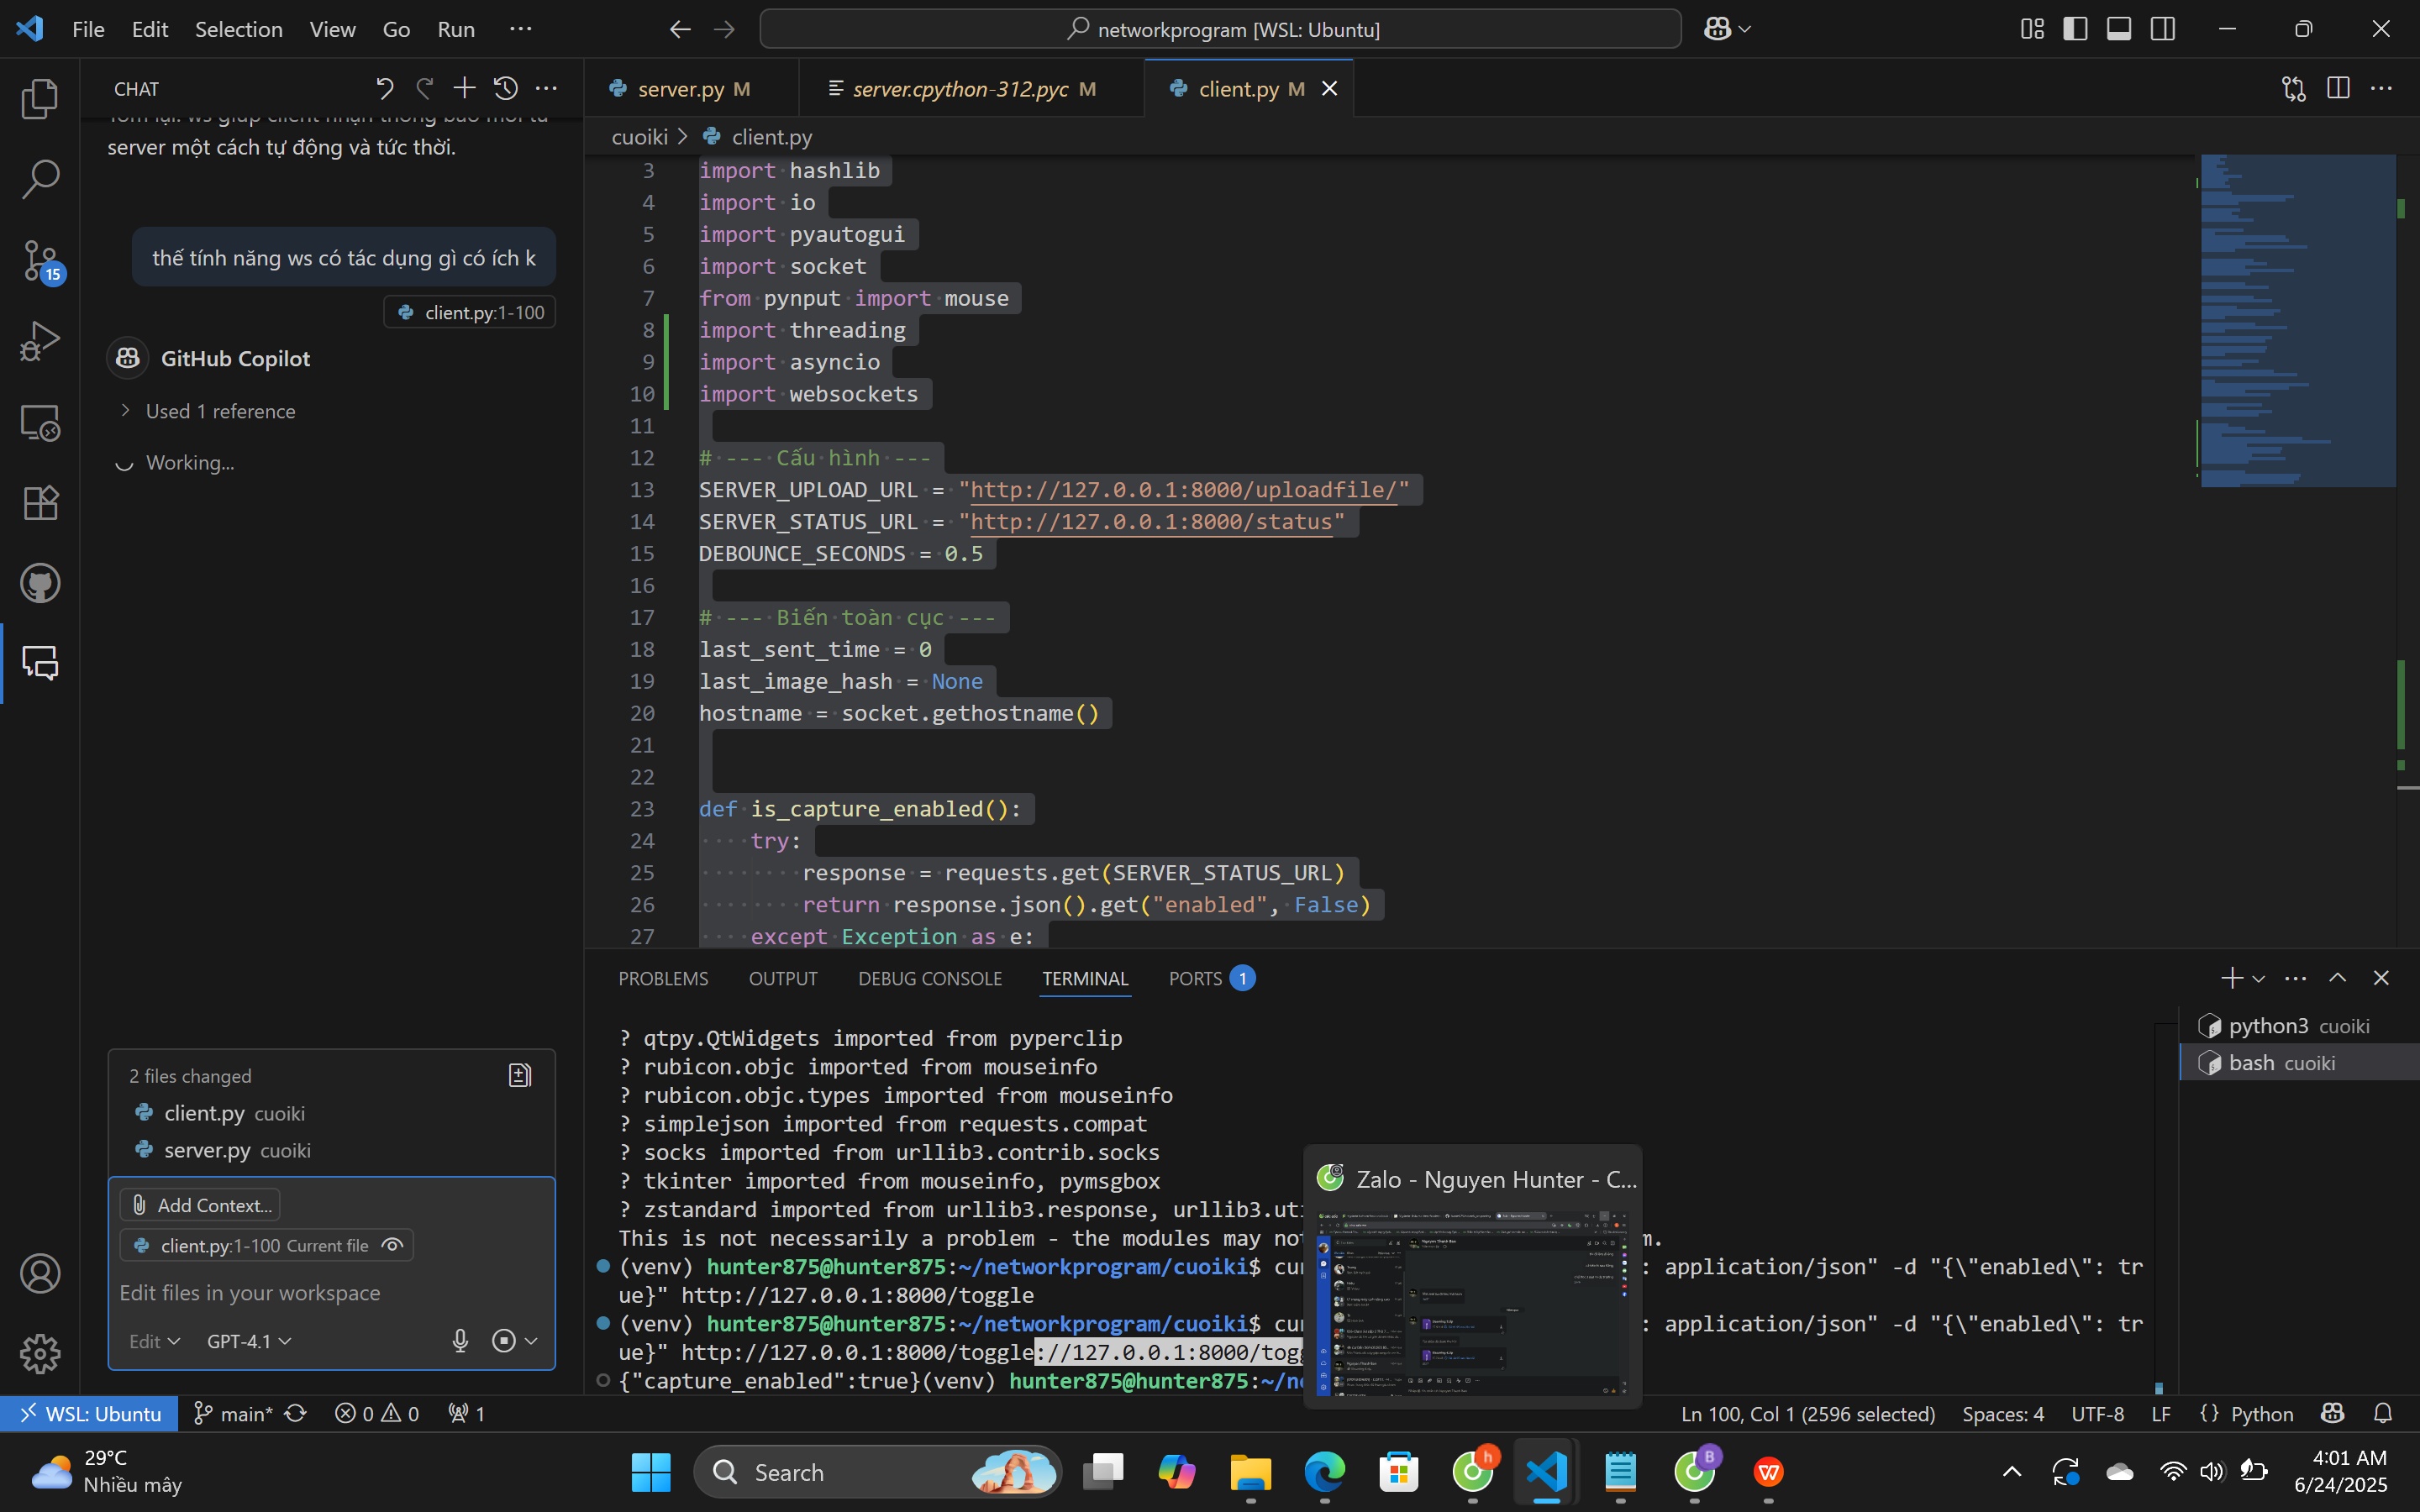 File Edit Selection View Go Run ···
networkprogram [WSL: Ubuntu]
CHAT
server.py M
server.cpython-312.pyc M
client.py M
cuoiki > client.py
server một cách tự động và tức thời.
thế tính năng ws có tác dụng gì có ích k
client.py:1-100
GitHub Copilot
Used 1 reference
Working...
3 import hashlib
4 import io
5 import pyautogui
6 import socket
7 from pynput import mouse
8 import threading
9 import asyncio
10 import websockets
11
12 # --- Cấu hình ---
13 SERVER_UPLOAD_URL = "http://127.0.0.1:8000/uploadfile/"
14 SERVER_STATUS_URL = "http://127.0.0.1:8000/status"
15 DEBOUNCE_SECONDS = 0.5
16
17 # --- Biến toàn cục ---
18 last_sent_time = 0
19 last_image_hash = None
20 hostname = socket.gethostname()
21
22
23 def is_capture_enabled():
24 try:
25 response = requests.get(SERVER_STATUS_URL)
26 return response.json().get("enabled", False)
27 except Exception as e:
2 files changed
client.py cuoiki
server.py cuoiki
Add Context...
client.py:1-100 Current file
Edit files in your workspace
Edit GPT-4.1
15
PROBLEMS OUTPUT DEBUG CONSOLE TERMINAL PORTS 1
? qtpy.QtWidgets imported from pyperclip
? rubicon.objc imported from mouseinfo
? rubicon.objc.types imported from mouseinfo
? simplejson imported from requests.compat
? socks imported from urllib3.contrib.socks
? tkinter imported from mouseinfo, pymsgbox
? zstandard imported from urllib3.response, urllib3.uti
This is not necessarily a problem - the modules may not m.
(venv) hunter875@hunter875:~/networkprogram/cuoiki$ cu : application/json" -d "{\"enabled\": tr
ue}" http://127.0.0.1:8000/toggle
(venv) hunter875@hunter875:~/networkprogram/cuoiki$ cu : application/json" -d "{\"enabled\": tr
ue}" http://127.0.0.1:8000/toggle://127.0.0.1:8000/togg
{"capture_enabled":true}(venv) hunter875@hunter875:~/ne
python3 cuoiki
bash cuoiki
Zalo - Nguyen Hunter - C...
WSL: Ubuntu main* 0 0 1
Ln 100, Col 1 (2596 selected) Spaces: 4 UTF-8 LF {} Python
29°C
Nhiều mây
Search
4:01 AM
6/24/2025